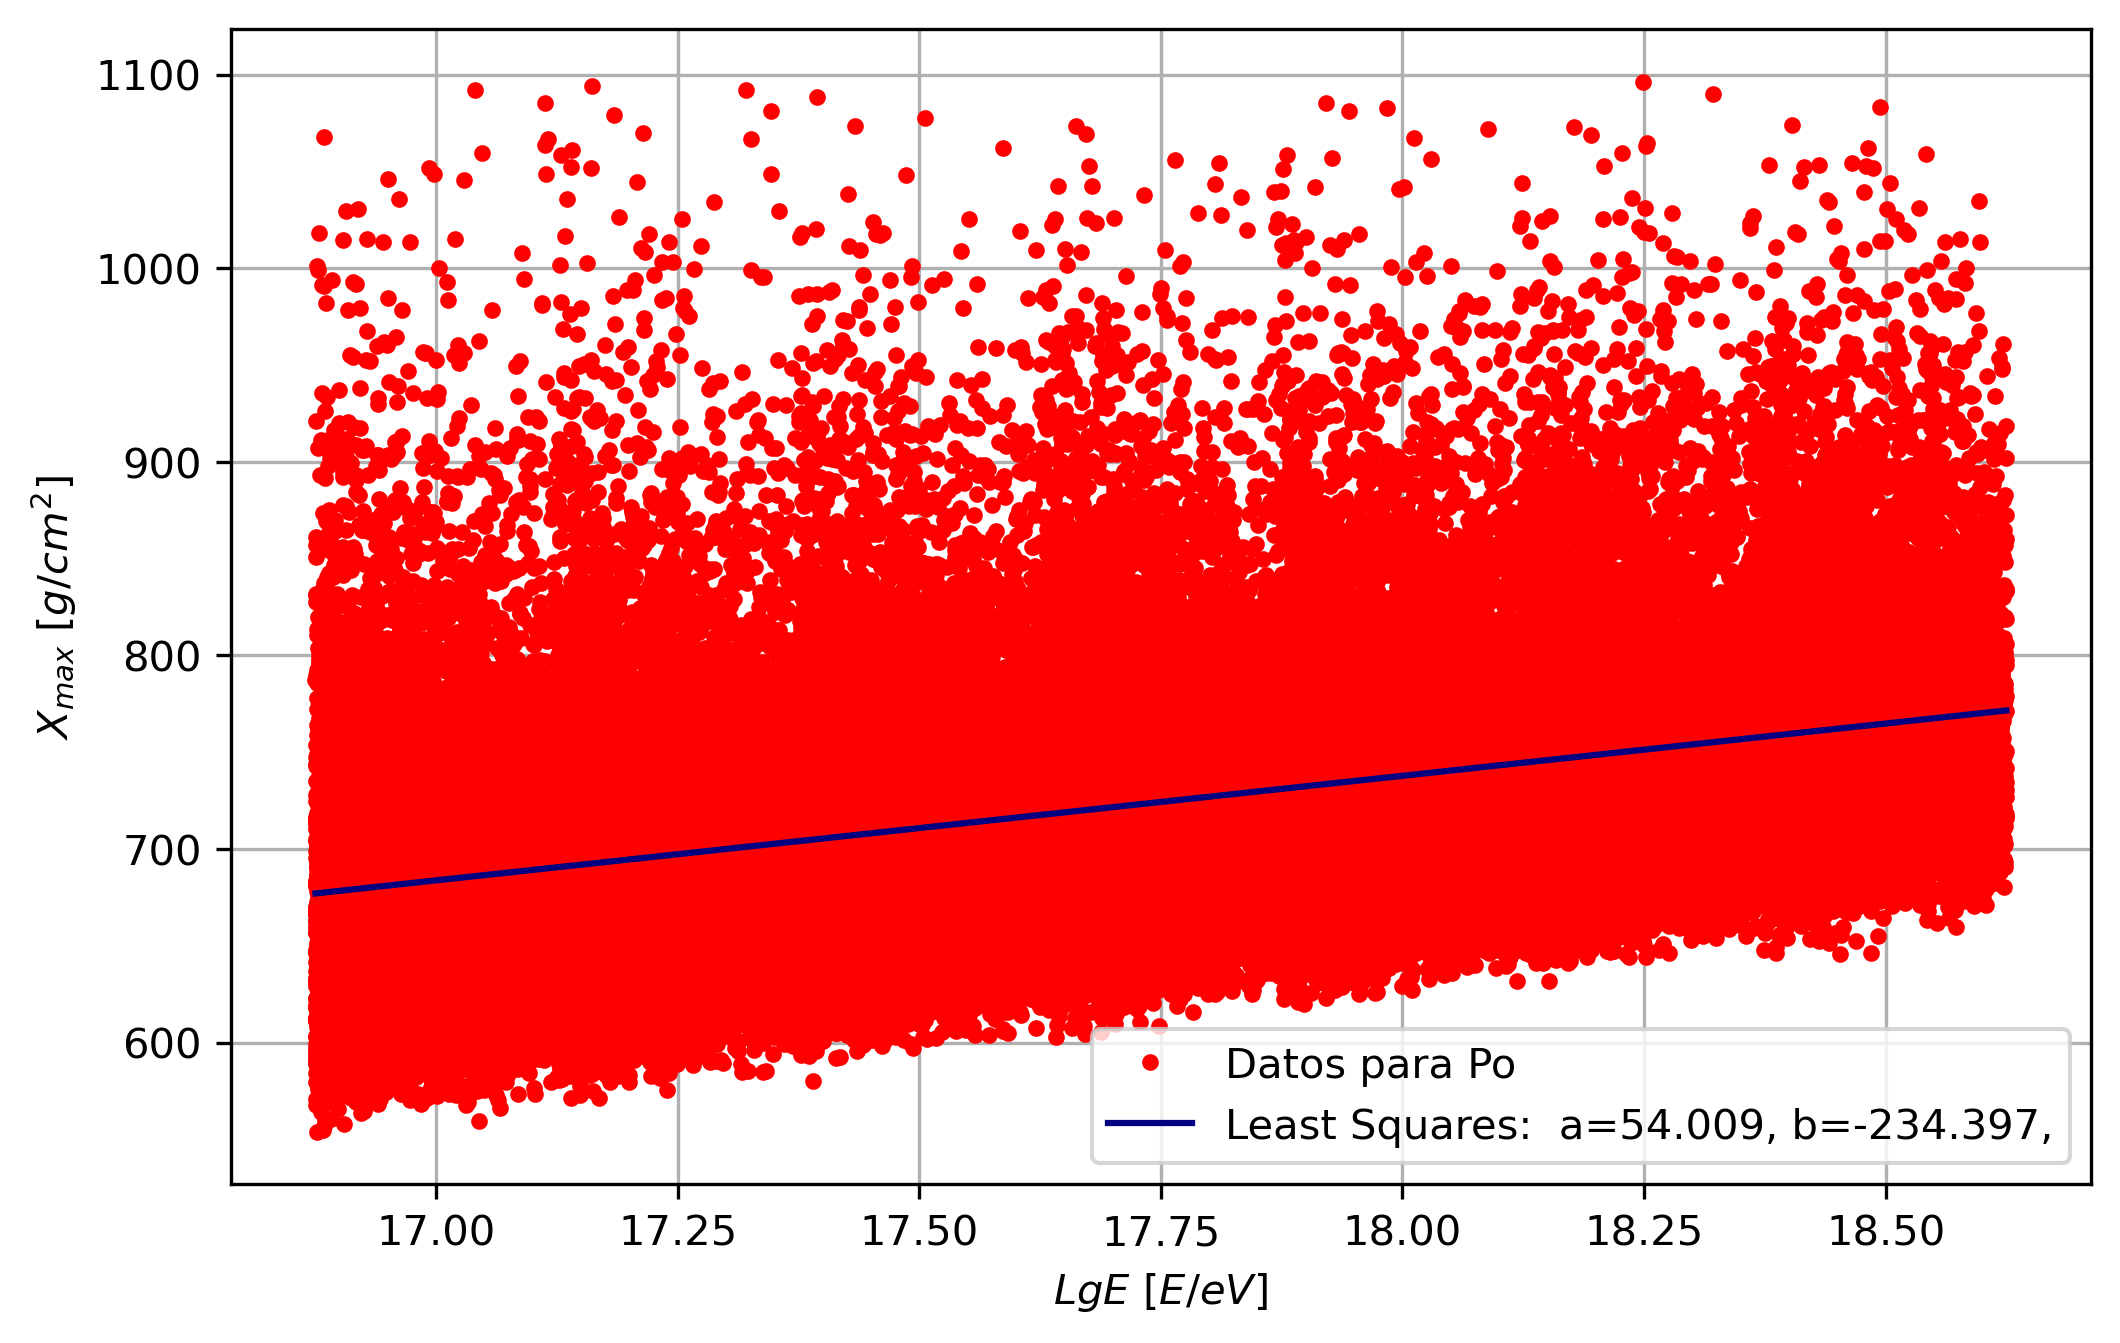 1100
1000
900
800
700
600
X_max [g/cm^2]
Datos para Po
Least Squares:  a=54.009, b=-234.397,
17.00 17.25 17.50 17.75 18.00 18.25 18.50
LgE [E/eV]